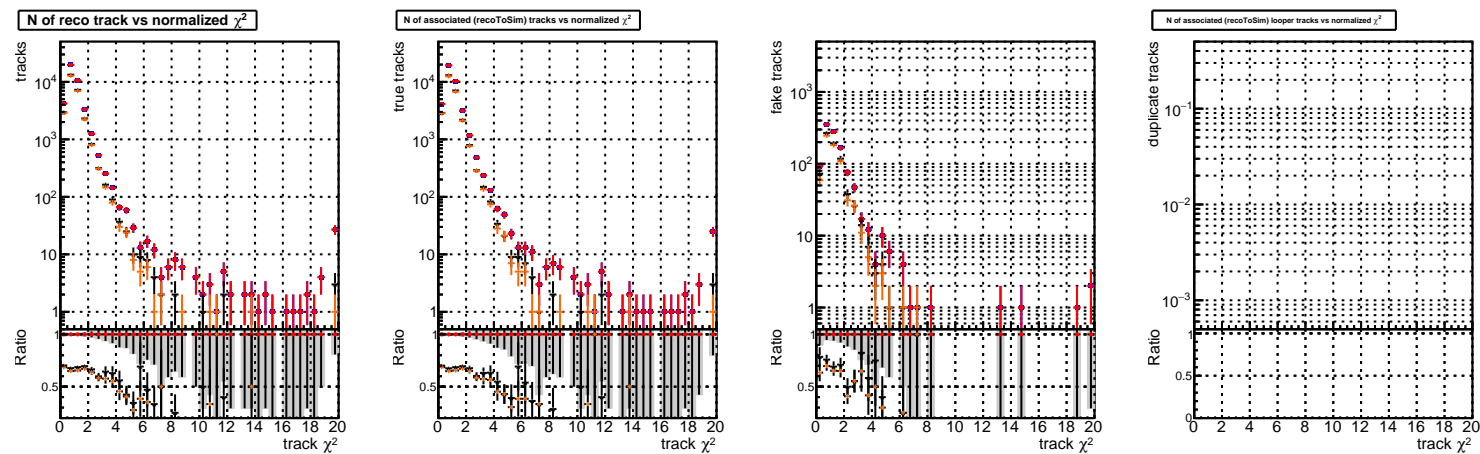 N of reco track vs normalized χ²
tracks
10⁴
10³
10²
10
1
Ratio
1
0.5
0 2 4 6 8 10 12 14 16 18 20
track χ²
N of associated (recoToSim) tracks vs normalized χ²
true tracks
10⁴
10³
10²
10
1
Ratio
1
0.5
0 2 4 6 8 10 12 14 16 18 20
track χ²
fake tracks
10³
10²
10
1
Ratio
1
0.5
0 2 4 6 8 10 12 14 16 18 20
track χ²
N of associated (recoToSim) looper tracks vs normalized χ²
duplicate tracks
10⁻¹
10⁻²
10⁻³
Ratio
1
0.5
0
0 2 4 6 8 10 12 14 16 18 20
track χ²